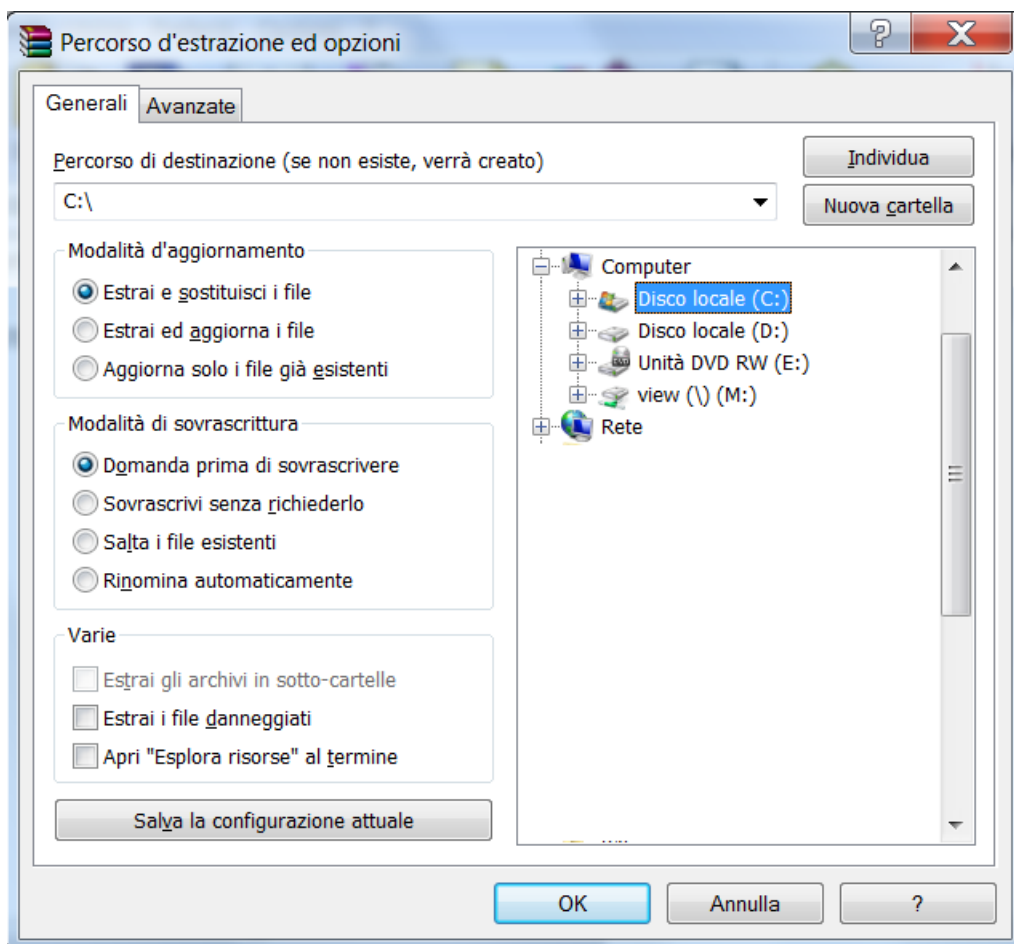 Percorso d'estrazione ed opzioni
Generali
Avanzate
Percorso di destinazione (se non esiste, verrà creato)
Individua
C:\
Nuova cartella
Modalità d'aggiornamento
Estrai e sostituisci i file
Estrai ed aggiorna i file
Aggiorna solo i file già esistenti
Modalità di sovrascrittura
Domanda prima di sovrascrivere
Sovrascrivi senza richiederlo
Salta i file esistenti
Rinomina automaticamente
Varie
Estrai gli archivi in sotto-cartelle
Estrai i file danneggiati
Apri "Esplora risorse" al termine
Salva la configurazione attuale
Computer
Disco locale (C:)
Disco locale (D:)
Unità DVD RW (E:)
view (\) (M:)
Rete
OK
Annulla
?